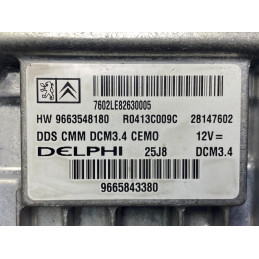 7602LE82630005
HW 9663548180 R0413C009C 28147602
DDS CMM DCM3.4 CEMO 12V=
DELPHI 25J8 DCM3.4
9665843380